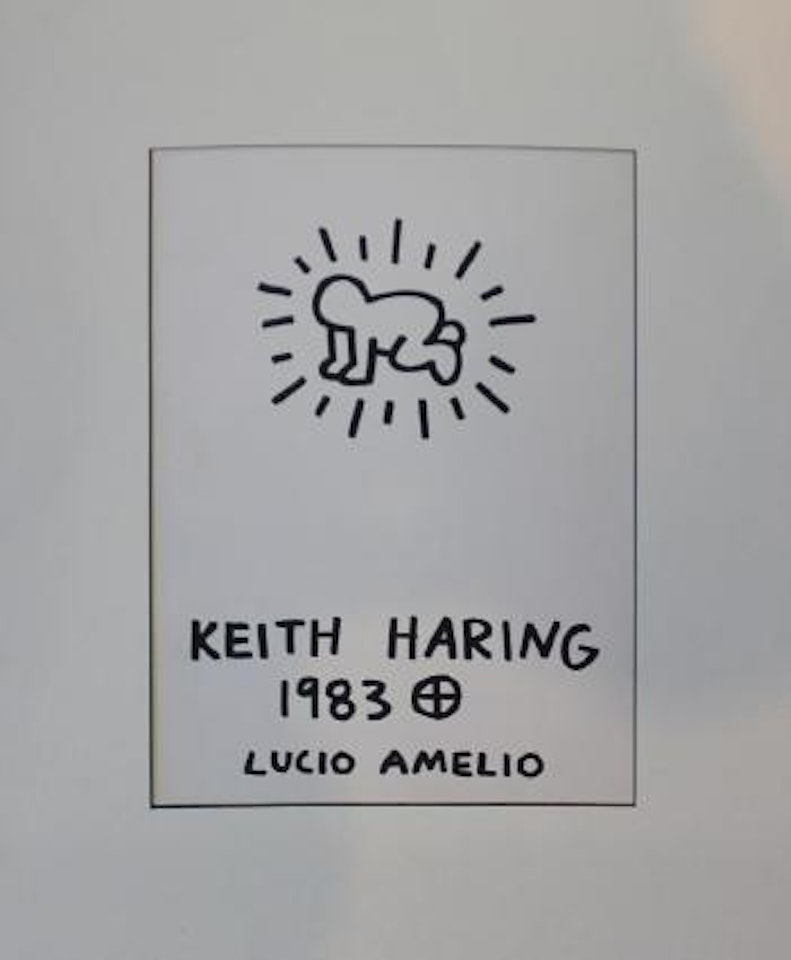 KEITH HARING
1983 ⊕
LUCIO AMELIO